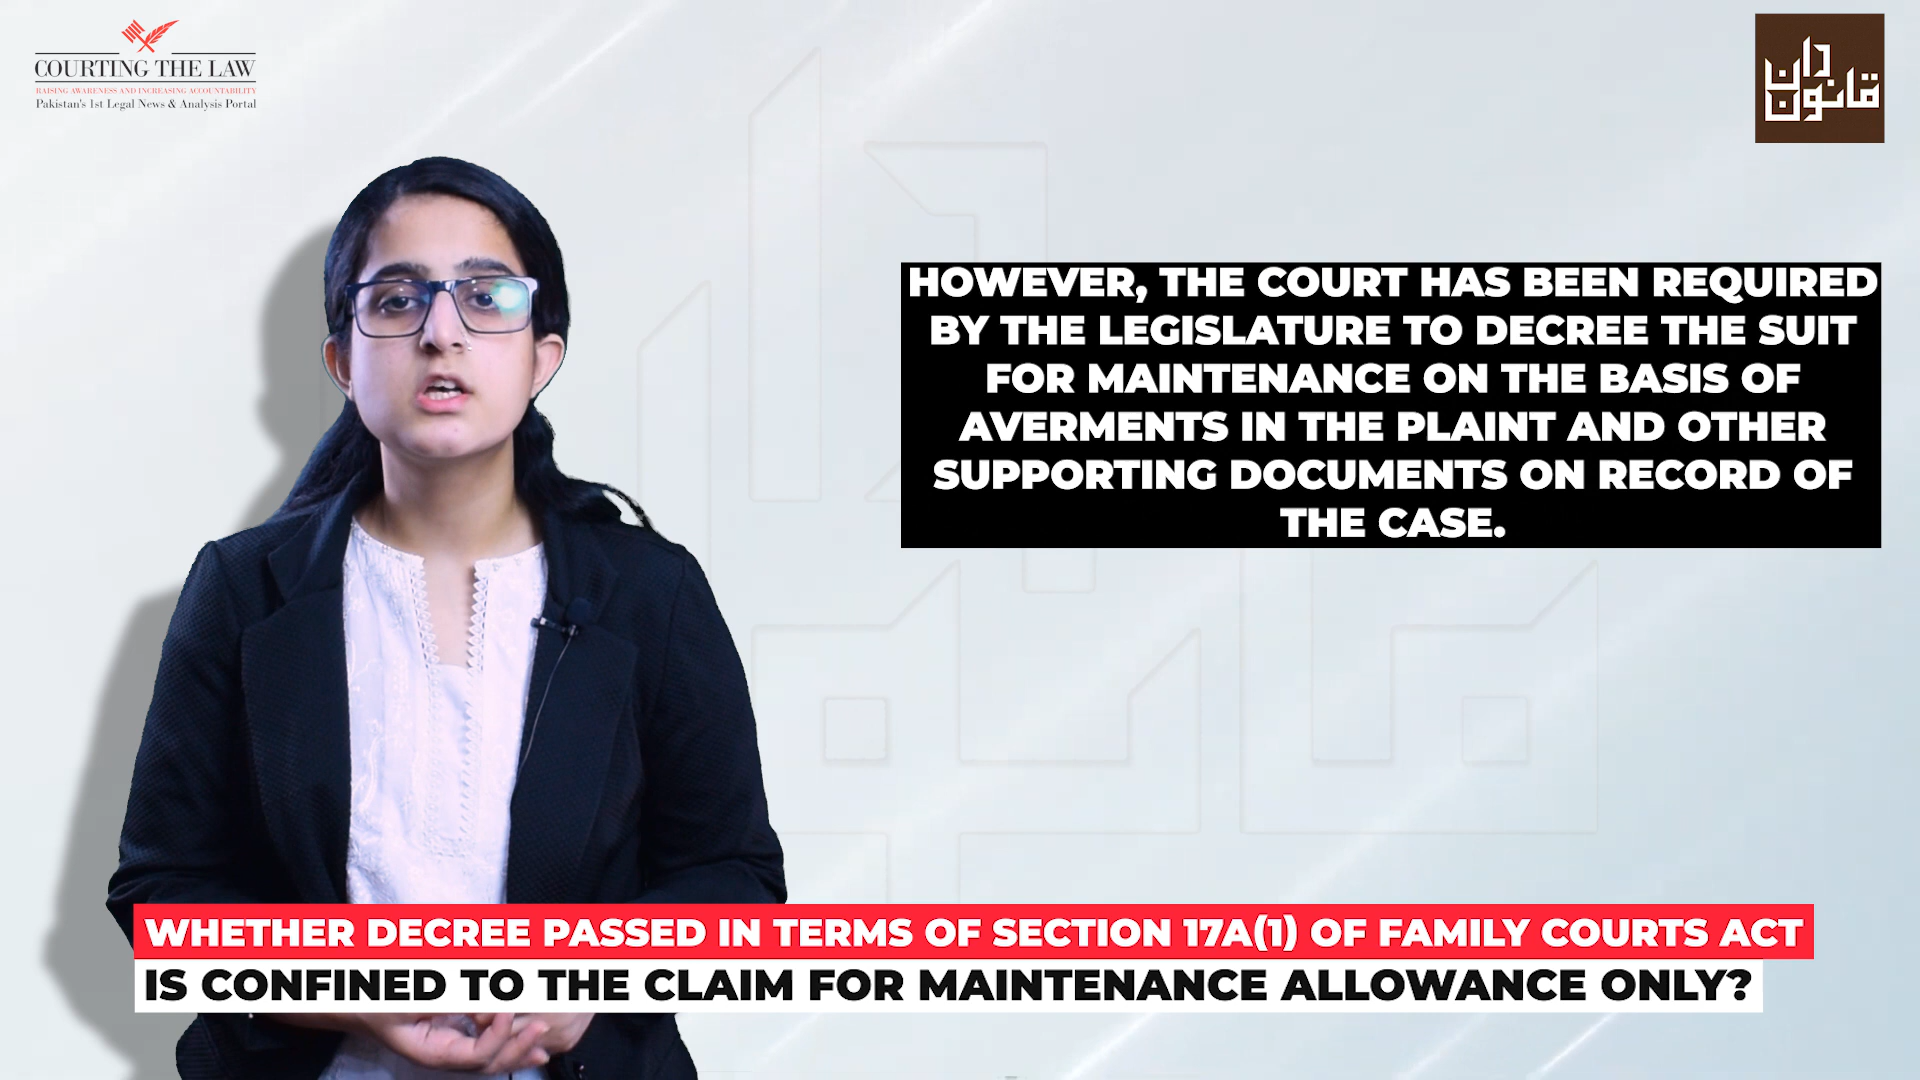 COURTING THE LAW
RAISING AWARENESS AND INCREASING ACCOUNTABILITY
Pakistan's 1st Legal News & Analysis Portal
قانون دان
HOWEVER, THE COURT HAS BEEN REQUIRED
BY THE LEGISLATURE TO DECREE THE SUIT
FOR MAINTENANCE ON THE BASIS OF
AVERMENTS IN THE PLAINT AND OTHER
SUPPORTING DOCUMENTS ON RECORD OF
THE CASE.
WHETHER DECREE PASSED IN TERMS OF SECTION 17A(1) OF FAMILY COURTS ACT
IS CONFINED TO THE CLAIM FOR MAINTENANCE ALLOWANCE ONLY?